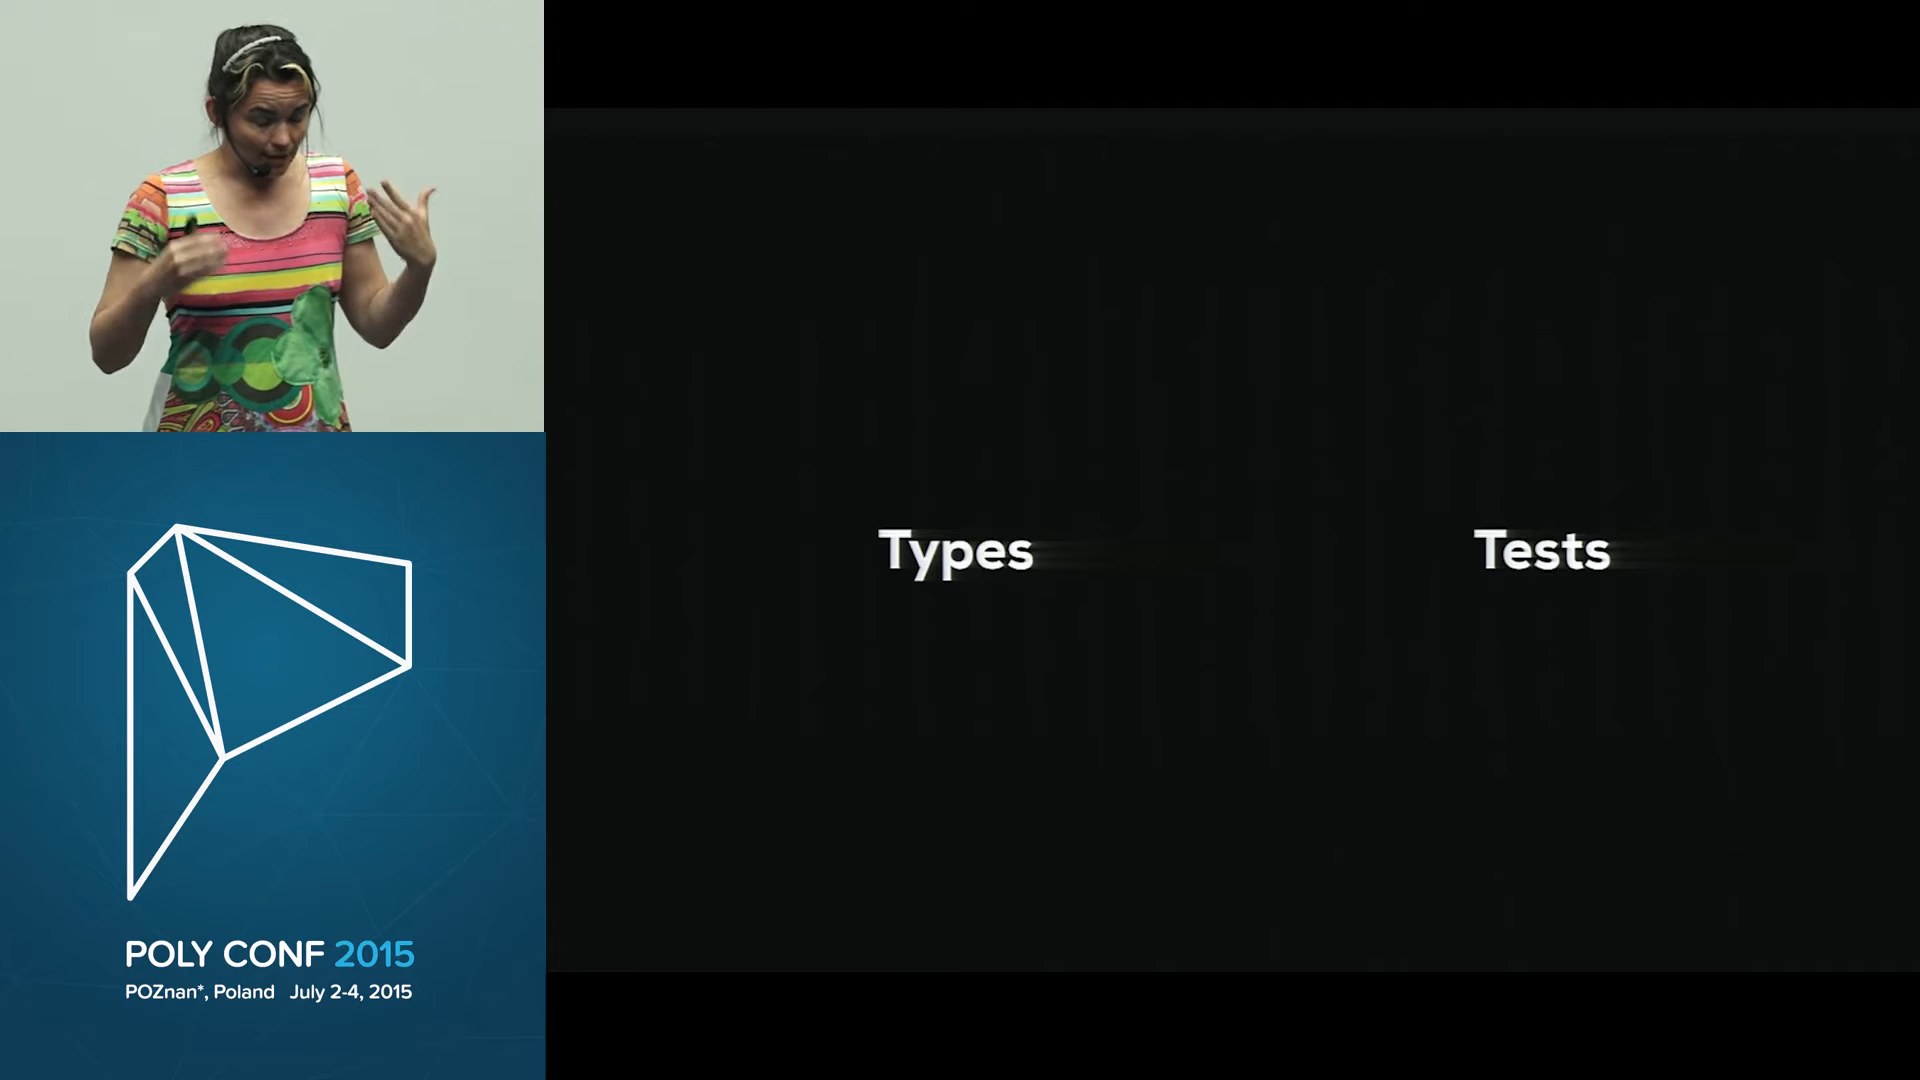 Types
Tests
POLY CONF 2015
POZnan*, Poland July 2-4, 2015